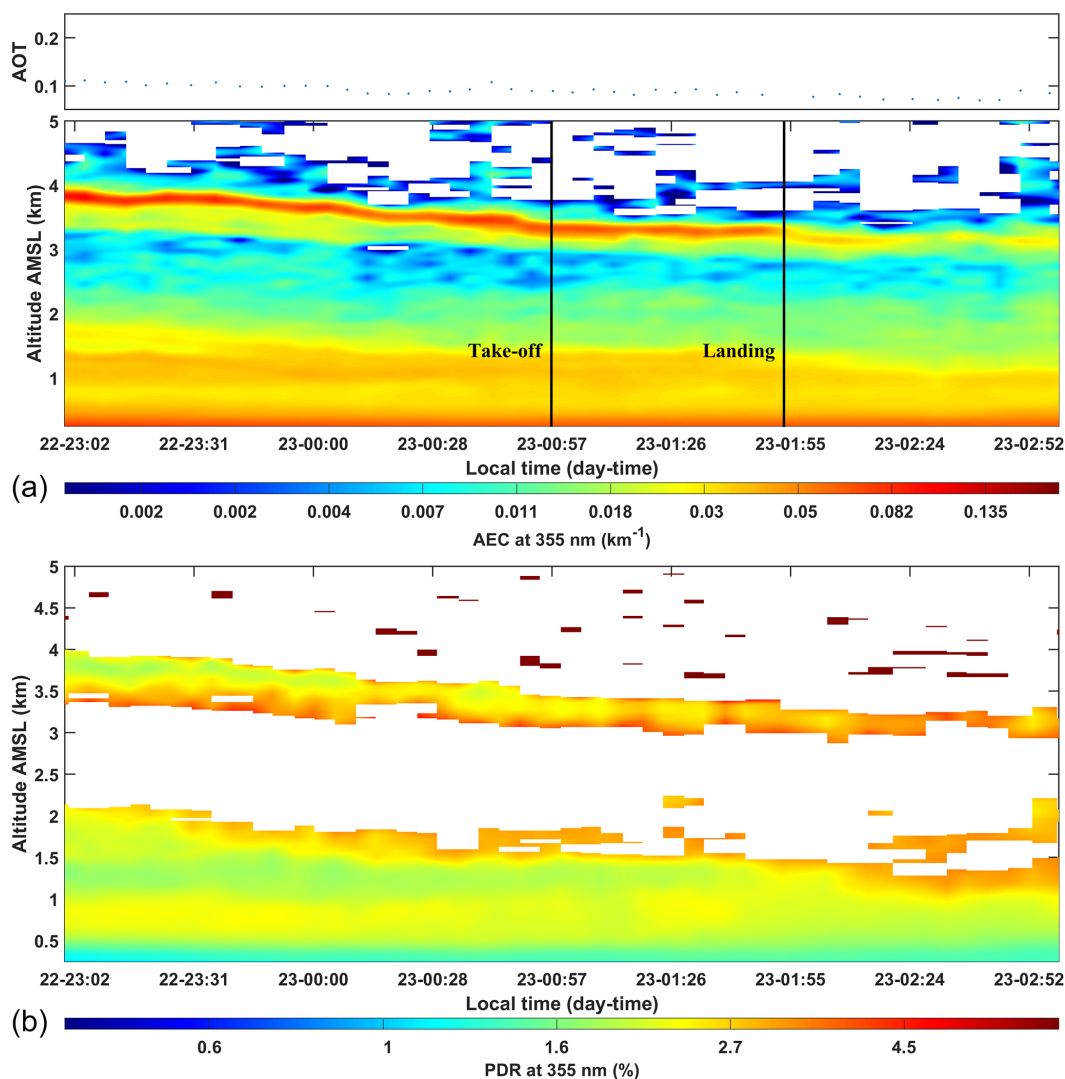 0.2
0.1
AOT
5
4
3
2
1
Altitude AMSL (km)
Take-off
Landing
22-23:02 22-23:31 23-00:00 23-00:28 23-00:57 23-01:26 23-01:55 23-02:24 23-02:52
Local time (day-time)
(a)
0.002 0.002 0.004 0.007 0.011 0.018 0.03 0.05 0.082 0.135
AEC at 355 nm (km-1)
5
4.5
4
3.5
3
2.5
2
1.5
1
0.5
Altitude AMSL (km)
22-23:02 22-23:31 23-00:00 23-00:28 23-00:57 23-01:26 23-01:55 23-02:24 23-02:52
Local time (day-time)
(b)
0.6 1 1.6 2.7 4.5
PDR at 355 nm (%)